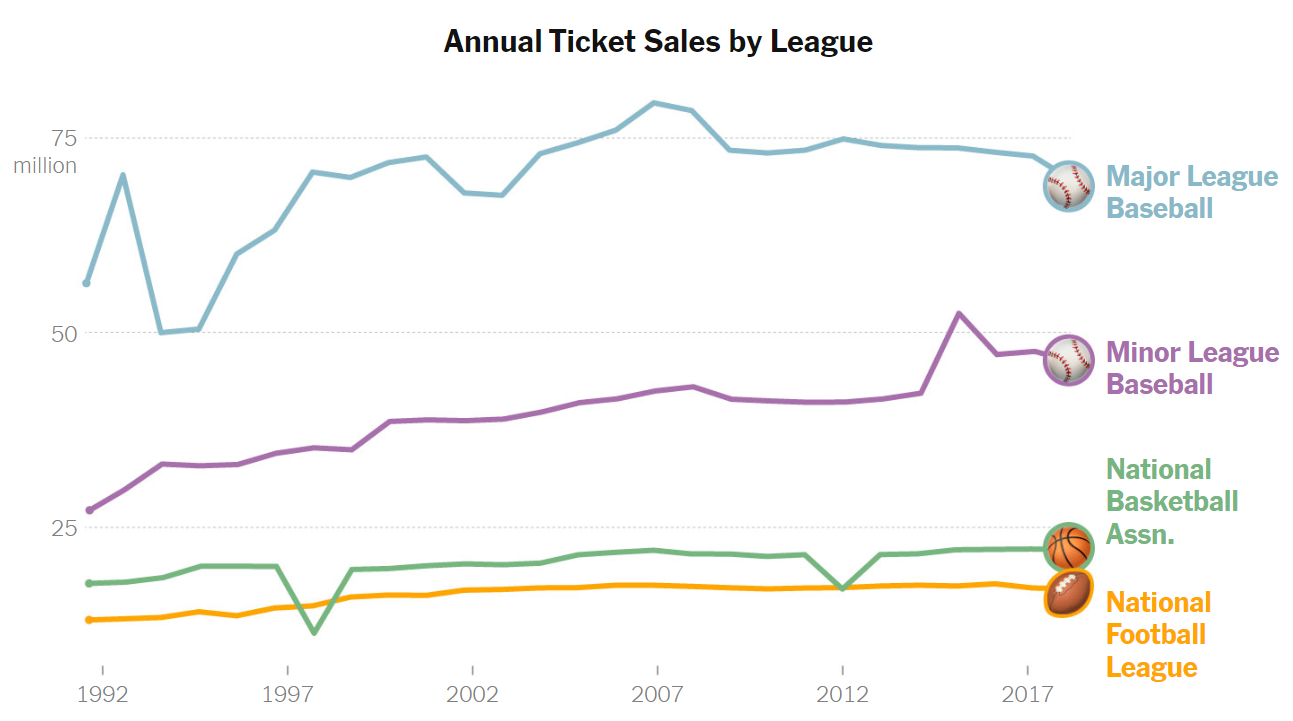 Annual Ticket Sales by League
75
million
50
25
Major League
Baseball
Minor League
Baseball
National
Basketball
Assn.
National
Football
League
1992 1997 2002 2007 2012 2017